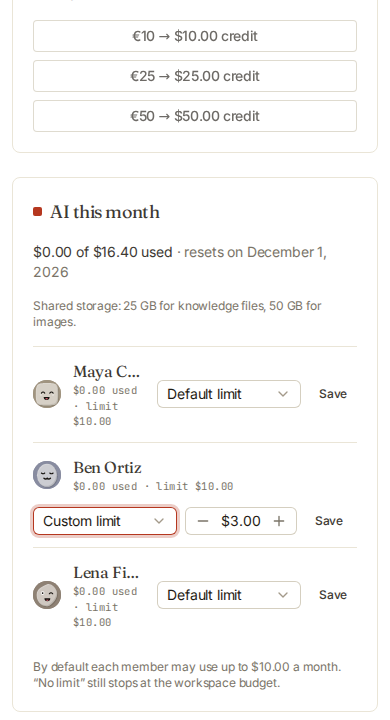 €10 → $10.00 credit
€25 → $25.00 credit
€50 → $50.00 credit
AI this month
$0.00 of $16.40 used · resets on December 1,
2026
Shared storage: 25 GB for knowledge files, 50 GB for
images.
Maya C...
$0.00 used
· limit
$10.00
Default limit
Save
Ben Ortiz
$0.00 used · limit $10.00
Custom limit
− $3.00 +
Save
Lena Fi...
$0.00 used
· limit
$10.00
Default limit
Save
By default each member may use up to $10.00 a month.
“No limit” still stops at the workspace budget.